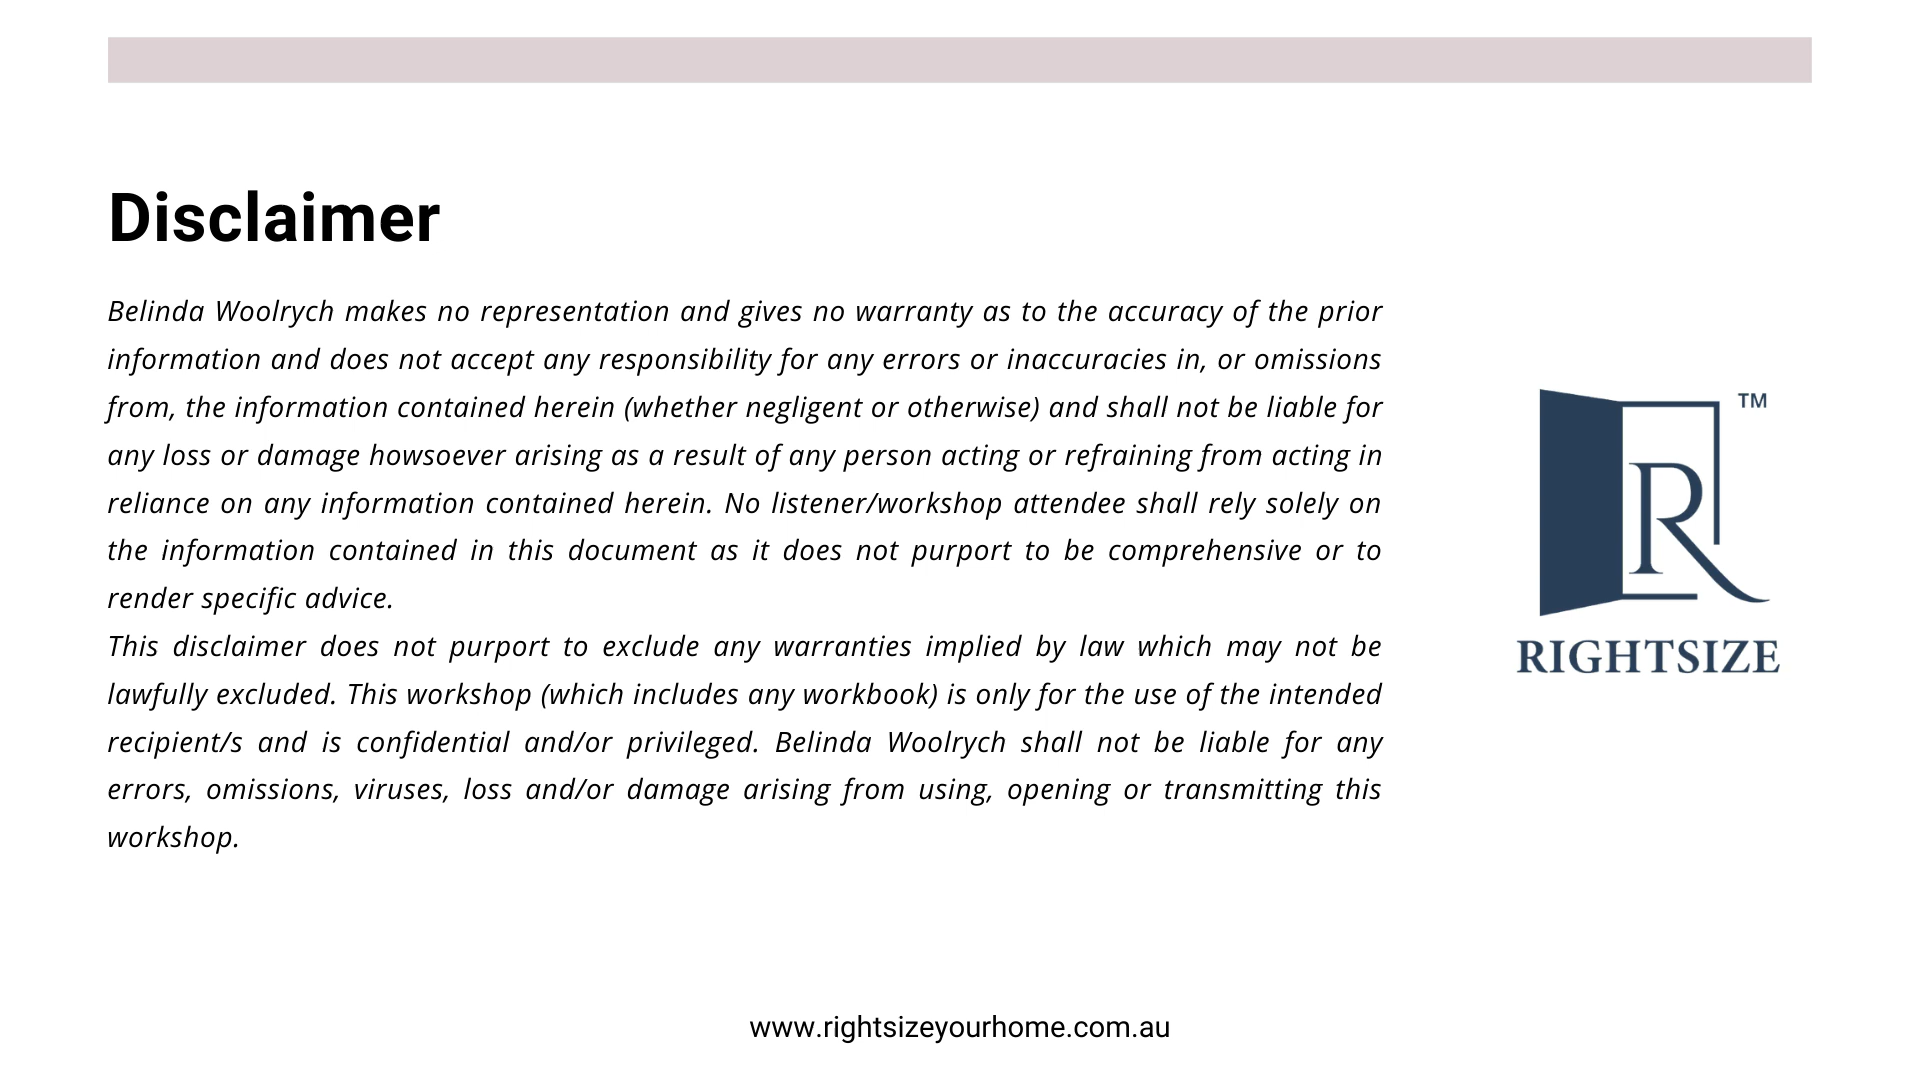 Disclaimer
Belinda Woolrych makes no representation and gives no warranty as to the accuracy of the prior
information and does not accept any responsibility for any errors or inaccuracies in, or omissions
from, the information contained herein (whether negligent or otherwise) and shall not be liable for
any loss or damage howsoever arising as a result of any person acting or refraining from acting in
reliance on any information contained herein. No listener/workshop attendee shall rely solely on
the information contained in this document as it does not purport to be comprehensive or to
render specific advice.
This disclaimer does not purport to exclude any warranties implied by law which may not be
lawfully excluded. This workshop (which includes any workbook) is only for the use of the intended
recipient/s and is confidential and/or privileged. Belinda Woolrych shall not be liable for any
errors, omissions, viruses, loss and/or damage arising from using, opening or transmitting this
workshop.
TM
R
RIGHTSIZE
www.rightsizeyourhome.com.au